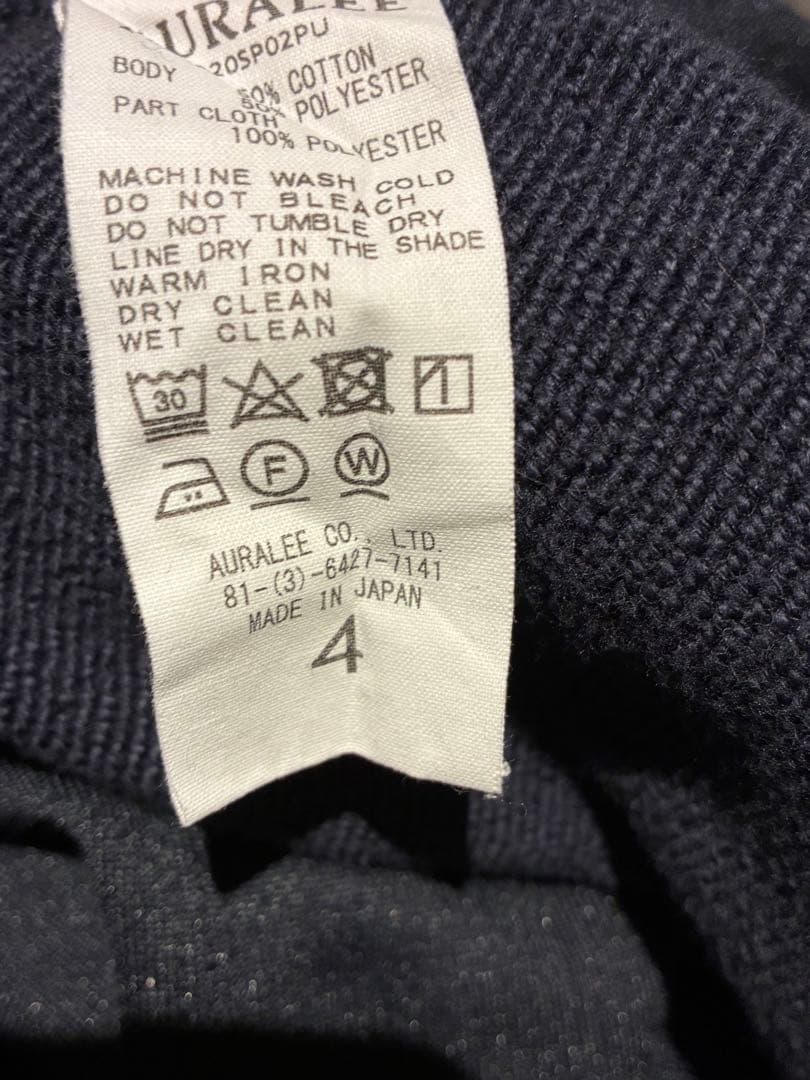 AURALEE
20SP02PU
BODY 50% COTTON
50% POLYESTER
PART CLOTH
100% POLYESTER
MACHINE WASH COLD
DO NOT BLEACH
DO NOT TUMBLE DRY
LINE DRY IN THE SHADE
WARM IRON
DRY CLEAN
WET CLEAN
30
F W
AURALEE CO., LTD.
81-(3)-6427-7141
MADE IN JAPAN
4